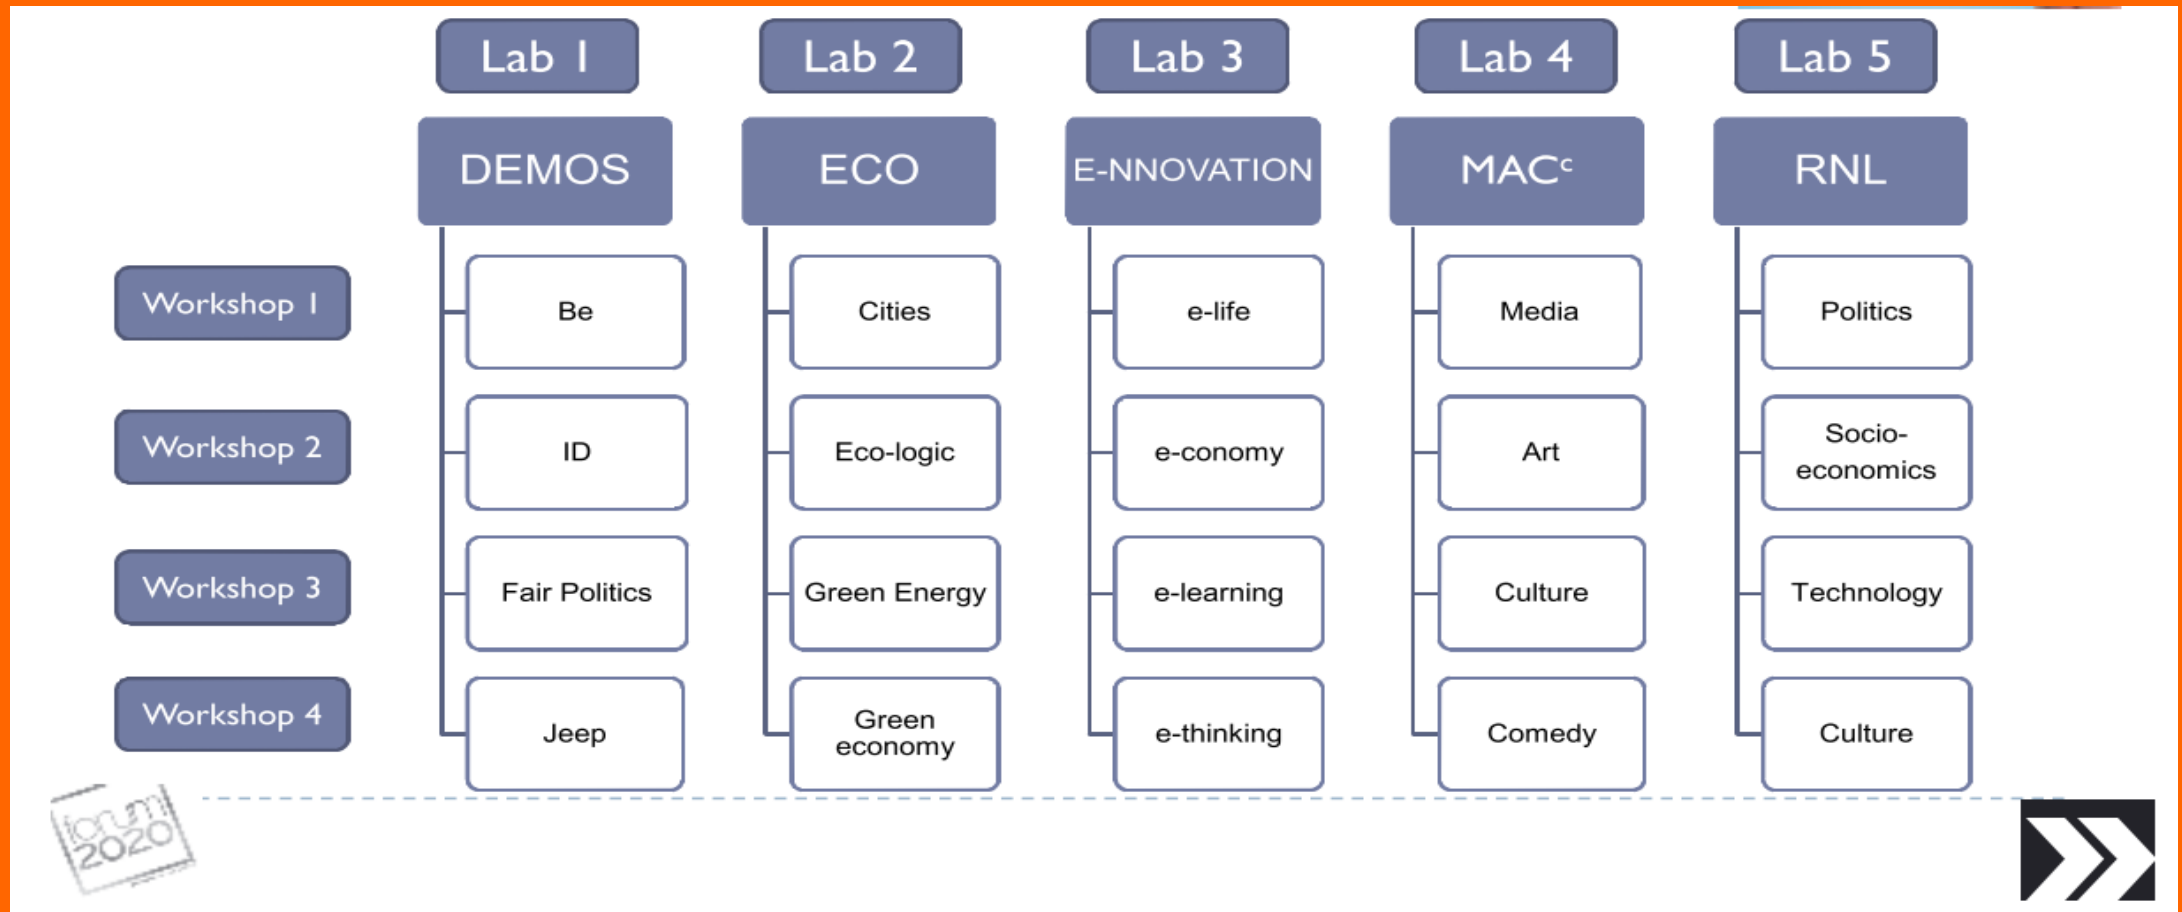 Lab 1
Lab 2
Lab 3
Lab 4
Lab 5
DEMOS
ECO
E-NNOVATION
MACᶜ
RNL
Workshop 1
Be
Cities
e-life
Media
Politics
Workshop 2
ID
Eco-logic
e-conomy
Art
Socio-
economics
Workshop 3
Fair Politics
Green Energy
e-learning
Culture
Technology
Workshop 4
Jeep
Green
economy
e-thinking
Comedy
Culture
forum
2020